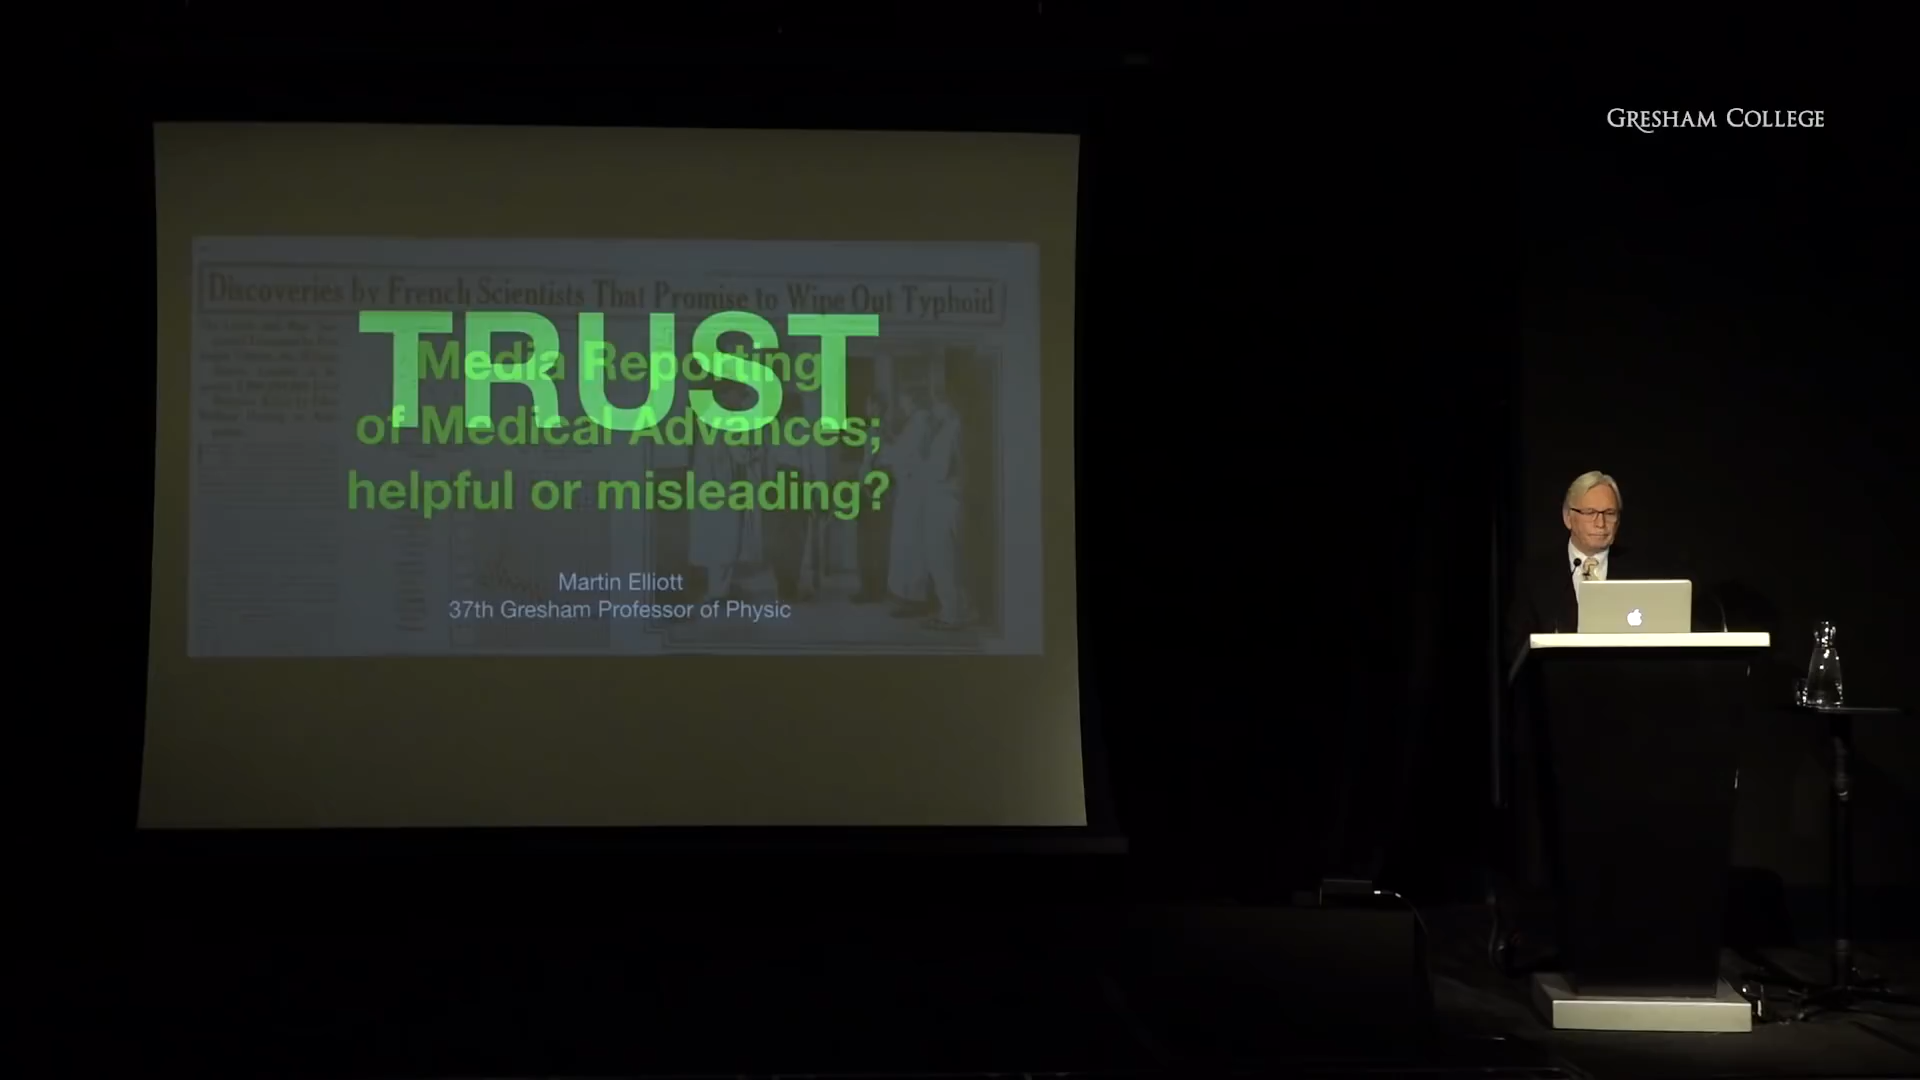 GRESHAM COLLEGE
Discoveries by French Scientists That Promise to Wipe Out Typhoid
TRUST
Media Reporting
of Medical Advances;
helpful or misleading?
Martin Elliott
37th Gresham Professor of Physic